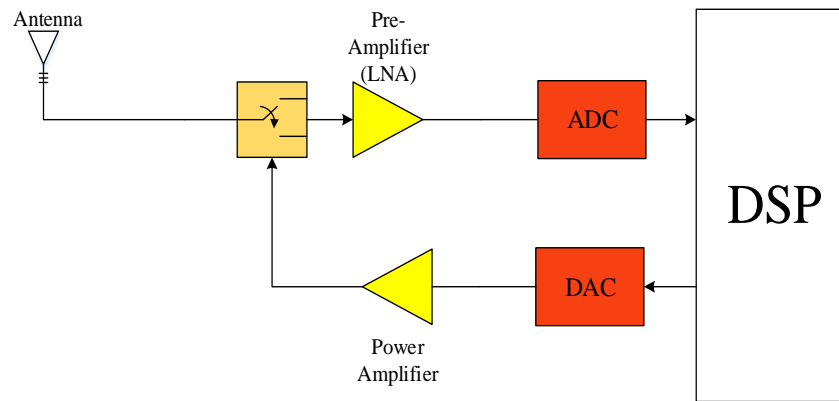 Antenna
Pre-
Amplifier
(LNA)
ADC
DSP
DAC
Power
Amplifier